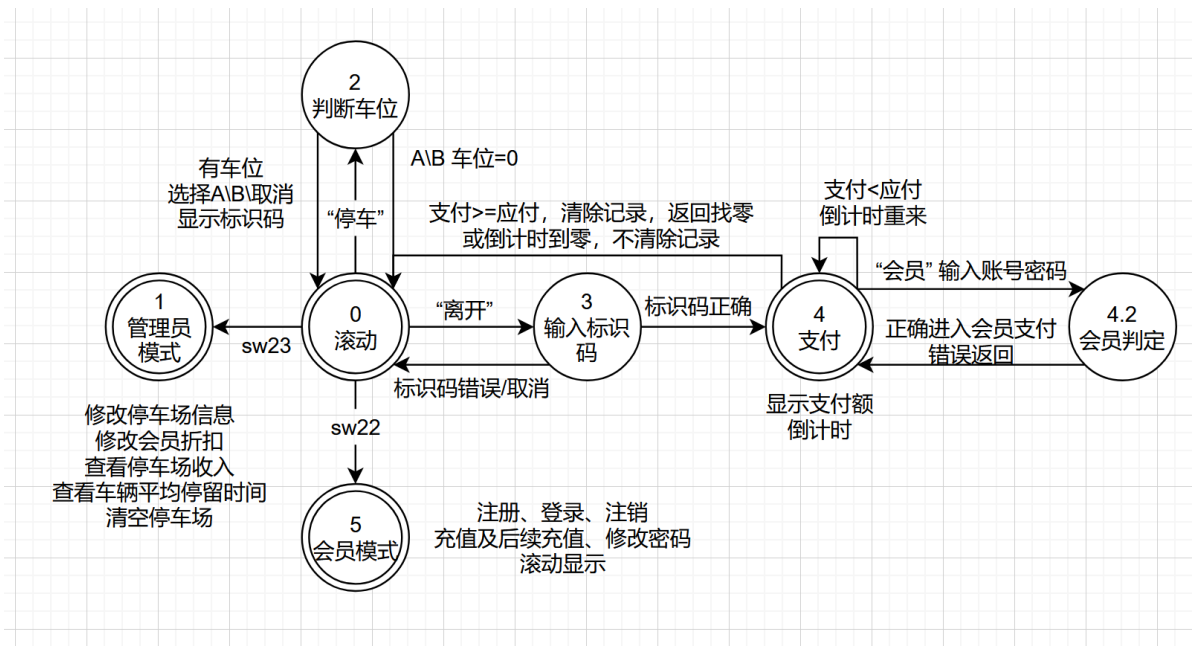 2
判断车位
有车位
选择A\B\取消
显示标识码
“停车”
A\B 车位=0
支付>=应付，清除记录，返回找零
或倒计时到零，不清除记录
支付<应付
倒计时重来
“会员” 输入账号密码
1
管理员
模式
sw23
0
滚动
“离开”
3
输入标识
码
标识码正确
4
支付
正确进入会员支付
错误返回
4.2
会员判定
标识码错误/取消
显示支付额
倒计时
修改停车场信息
修改会员折扣
查看停车场收入
查看车辆平均停留时间
清空停车场
sw22
5
会员模式
注册、登录、注销
充值及后续充值、修改密码
滚动显示